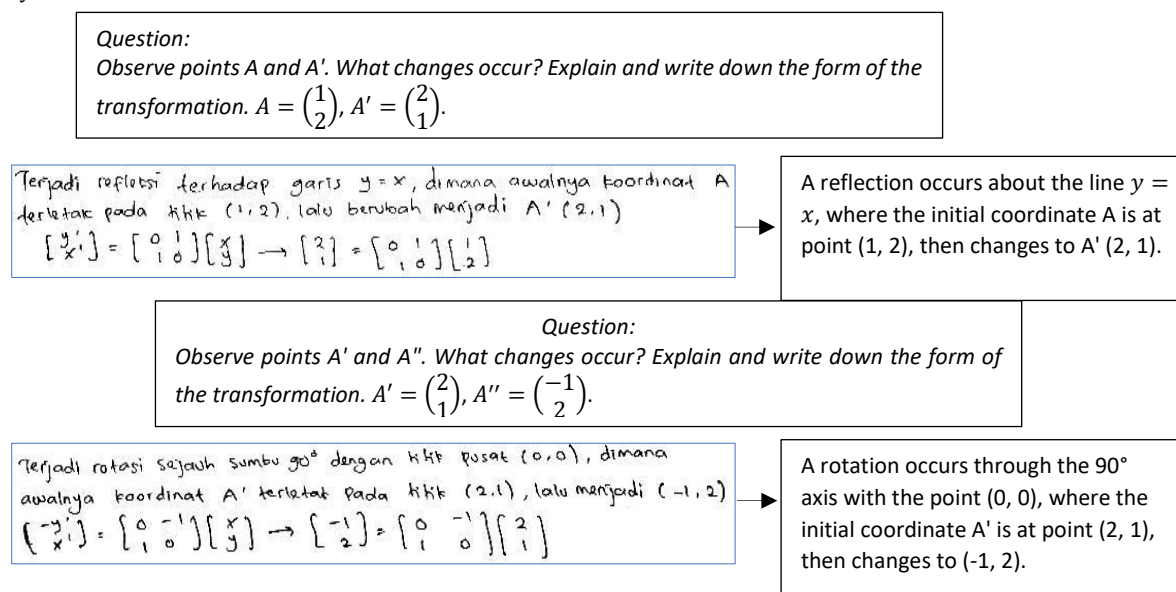 Question:
Observe points A and A'. What changes occur? Explain and write down the form of the
transformation. A = (1 2), A′ = (2 1).
Terjadi refleksi terhadap garis y = x, dimana awalnya koordinat A
terletak pada titik (1,2), lalu berubah menjadi A' (2,1)
[y' x'] = [0 1 1 0][x y] → [2 1] = [0 1 1 0][1 2]
A reflection occurs about the line y =
x, where the initial coordinate A is at
point (1, 2), then changes to A' (2, 1).
Question:
Observe points A' and A". What changes occur? Explain and write down the form of
the transformation. A′ = (2 1), A′′ = (−1 2).
Terjadi rotasi sejauh sumbu 90° dengan titik pusat (0,0), dimana
awalnya koordinat A' terletak pada titik (2,1), lalu menjadi (-1,2)
[-y' x'] = [0 -1 1 0][x y] → [-1 2] = [0 -1 1 0][2 1]
A rotation occurs through the 90°
axis with the point (0, 0), where the
initial coordinate A' is at point (2, 1),
then changes to (-1, 2).